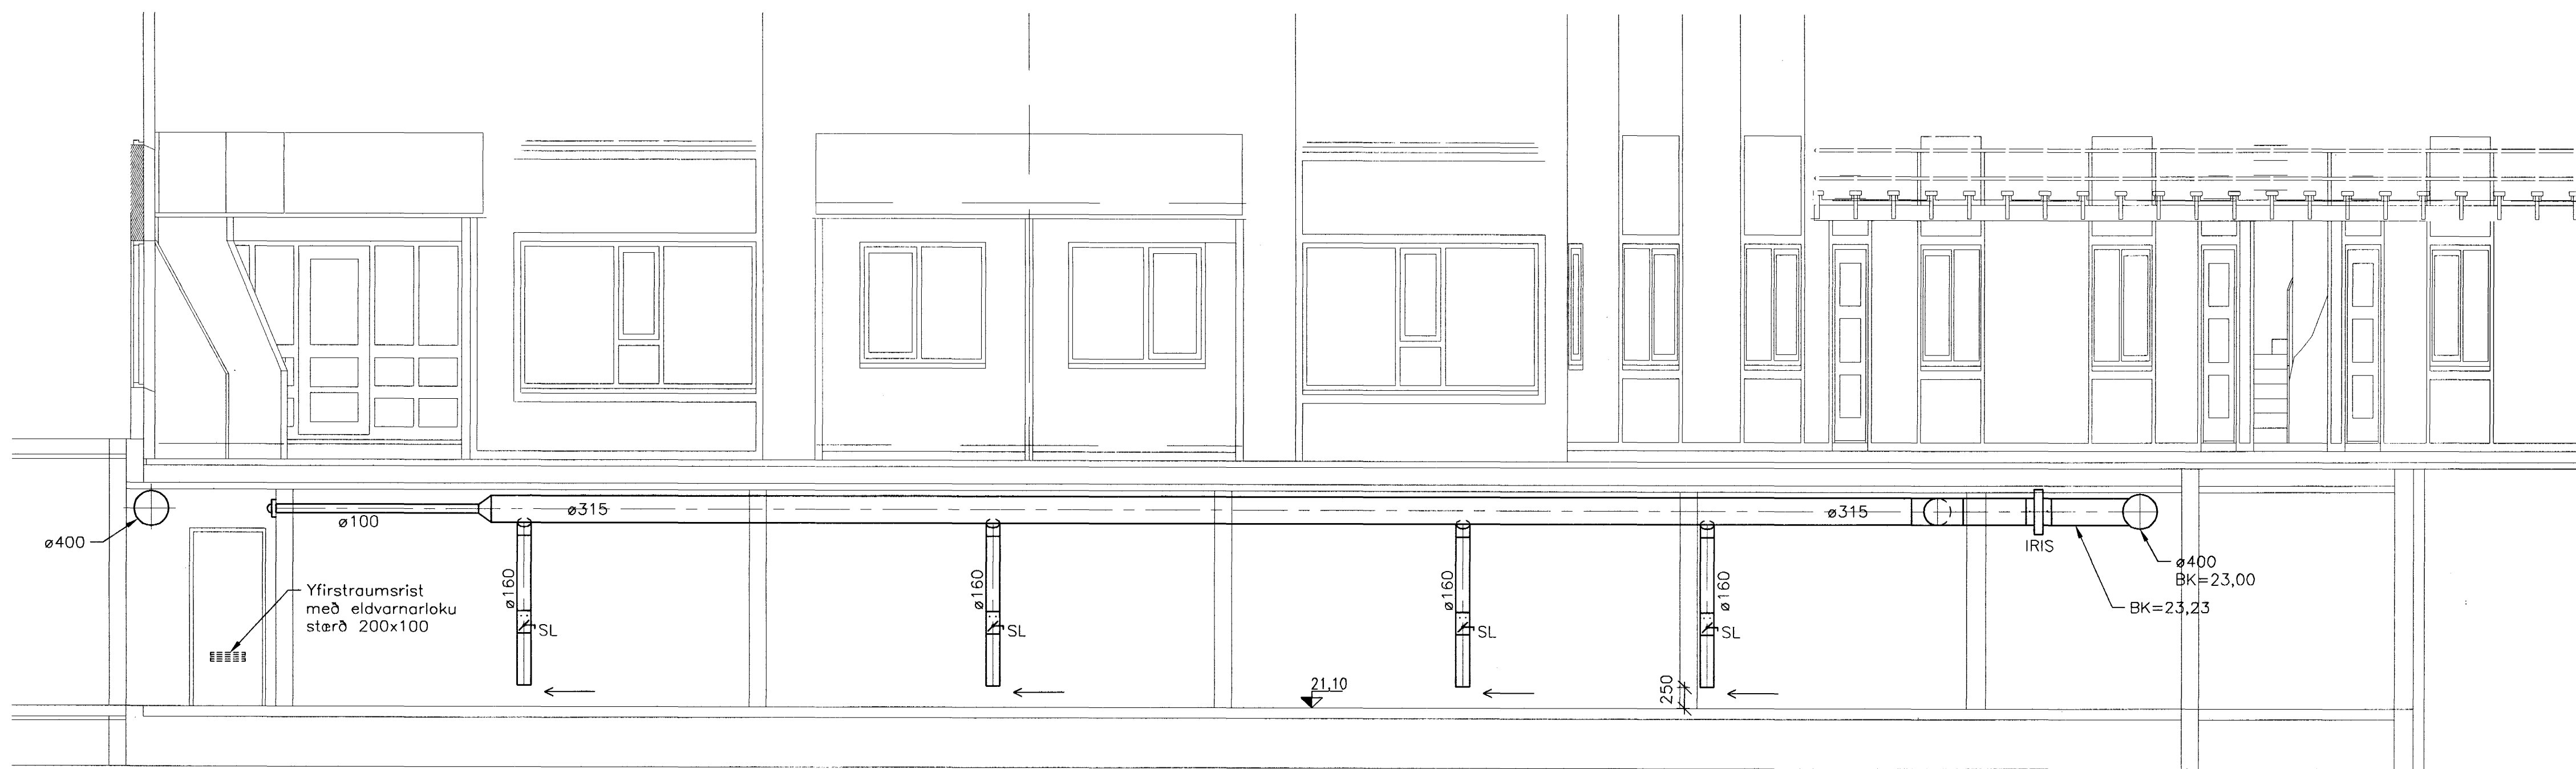 ø400
ø100
ø315
ø315
IRIS
ø400
BK=23,00
BK=23,23
Yfirstraumsrist
með eldvarnarloku
stærð 200x100
ø160
SL
ø160
SL
ø160
SL
ø160
SL
21,10
250